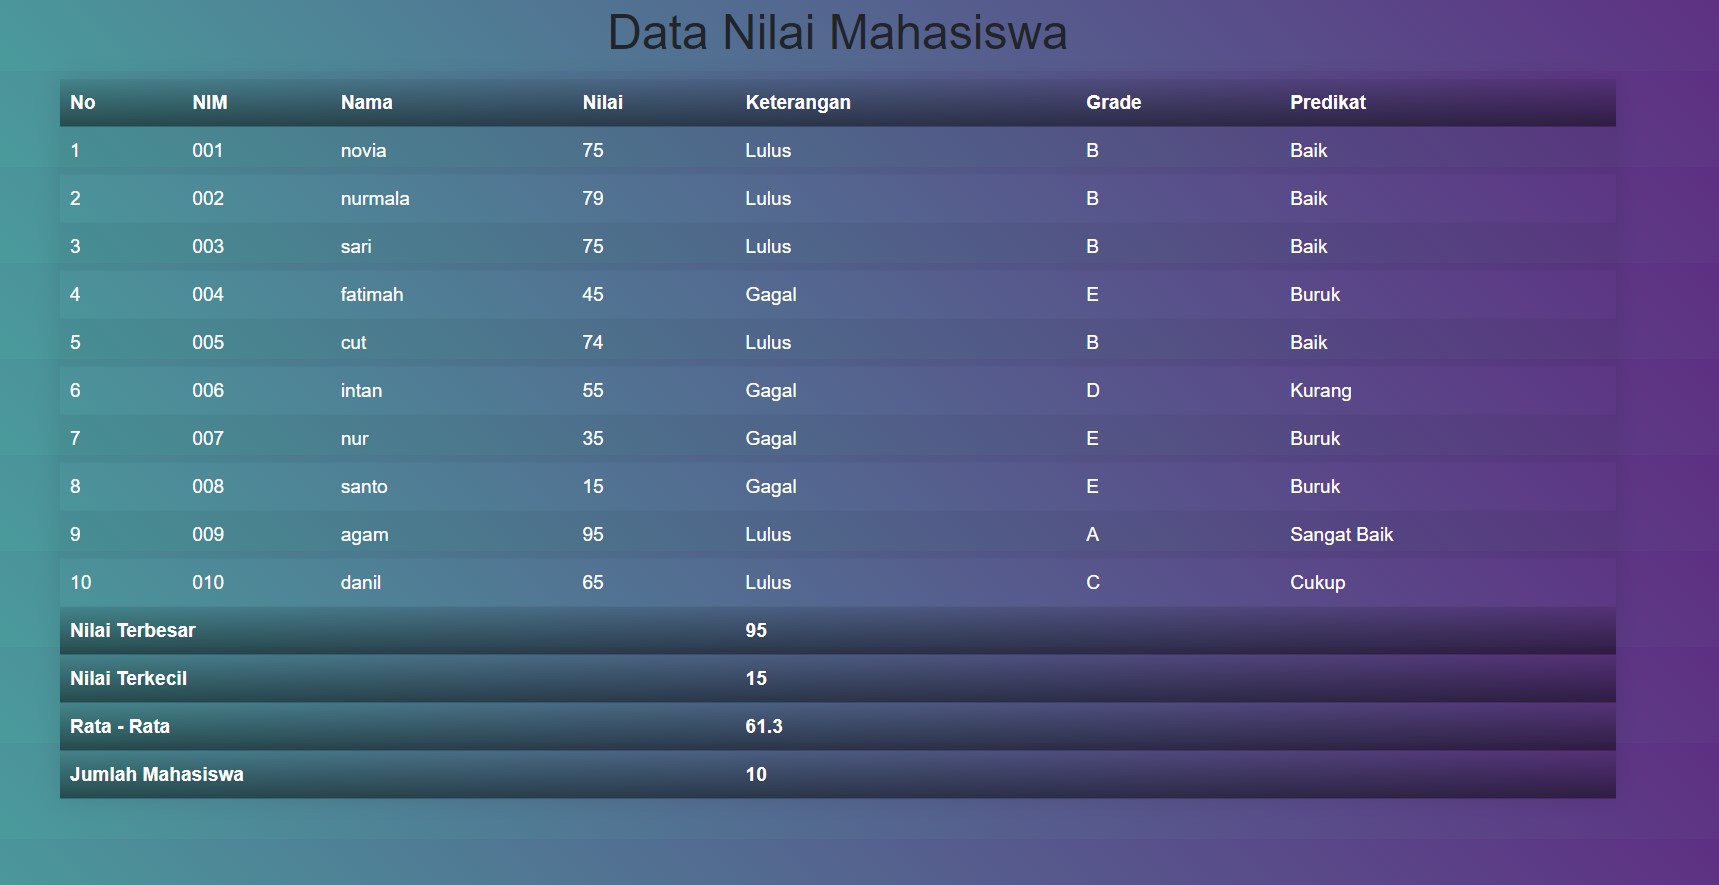 Data Nilai Mahasiswa
No NIM Nama Nilai Keterangan Grade Predikat
1 001 novia 75 Lulus B Baik
2 002 nurmala 79 Lulus B Baik
3 003 sari 75 Lulus B Baik
4 004 fatimah 45 Gagal E Buruk
5 005 cut 74 Lulus B Baik
6 006 intan 55 Gagal D Kurang
7 007 nur 35 Gagal E Buruk
8 008 santo 15 Gagal E Buruk
9 009 agam 95 Lulus A Sangat Baik
10 010 danil 65 Lulus C Cukup
Nilai Terbesar 95
Nilai Terkecil 15
Rata - Rata 61.3
Jumlah Mahasiswa 10